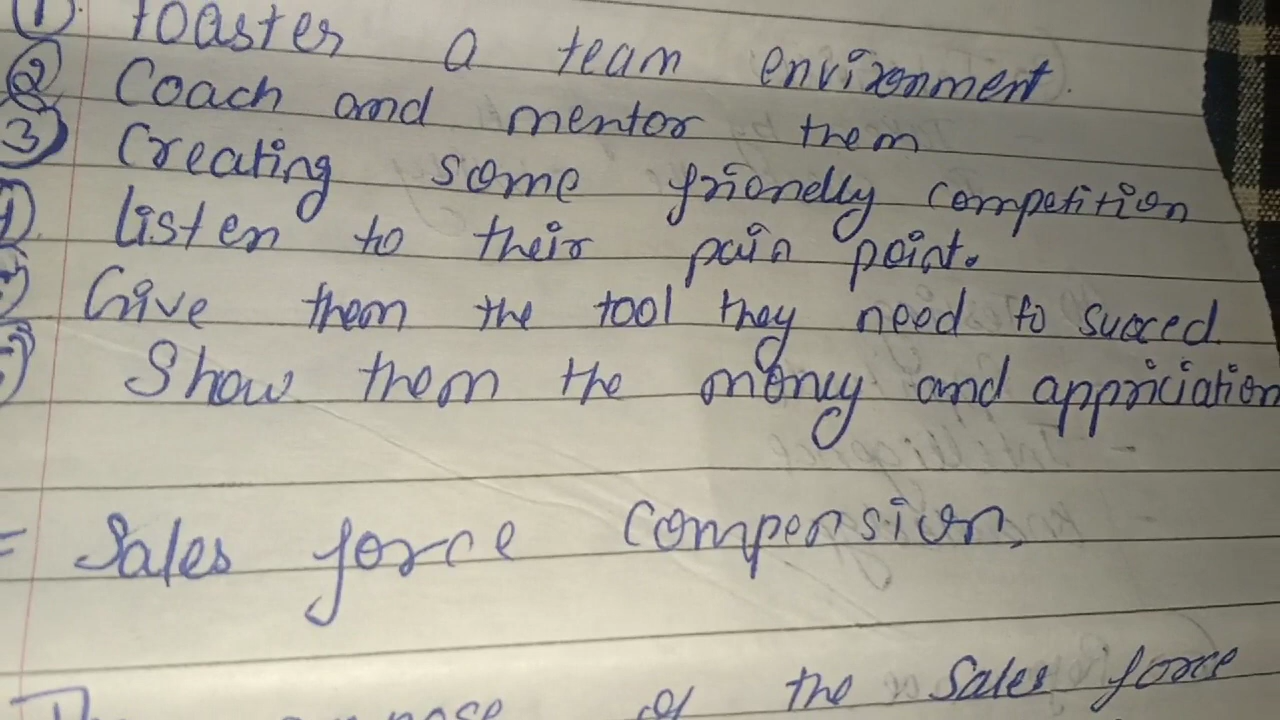 ① toaster a team environment.
② Coach and mentor them
③ Creating some friendly competition
listen to their pain point.
Give them the tool they need to succed.
Show them the money and appriciation
= Sales force Compension
of the Sales force